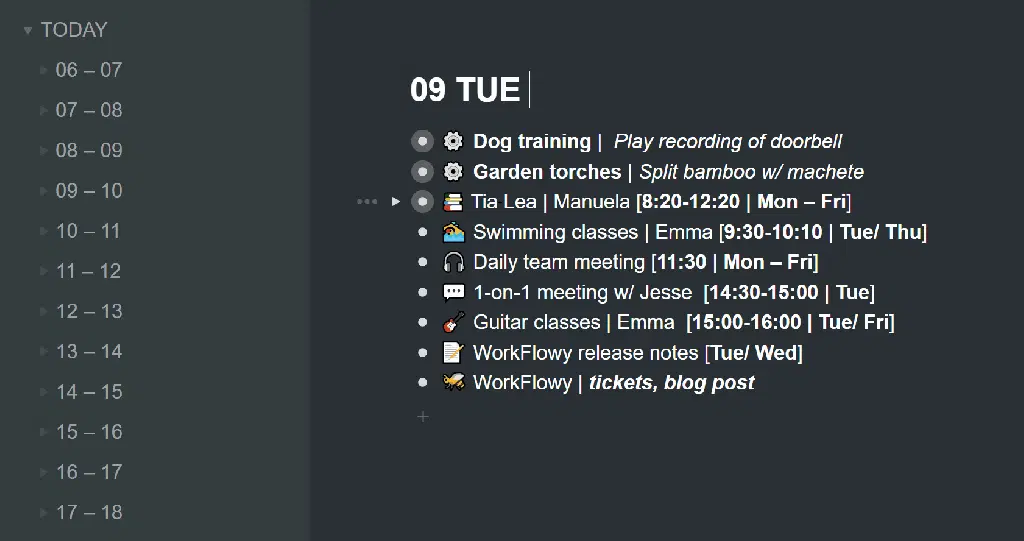 TODAY
06 – 07
07 – 08
08 – 09
09 – 10
10 – 11
11 – 12
12 – 13
13 – 14
14 – 15
15 – 16
16 – 17
17 – 18
09 TUE
Dog training | Play recording of doorbell
Garden torches | Split bamboo w/ machete
Tia Lea | Manuela [8:20-12:20 | Mon – Fri]
Swimming classes | Emma [9:30-10:10 | Tue/ Thu]
Daily team meeting [11:30 | Mon – Fri]
1-on-1 meeting w/ Jesse [14:30-15:00 | Tue]
Guitar classes | Emma [15:00-16:00 | Tue/ Fri]
WorkFlowy release notes [Tue/ Wed]
WorkFlowy | tickets, blog post